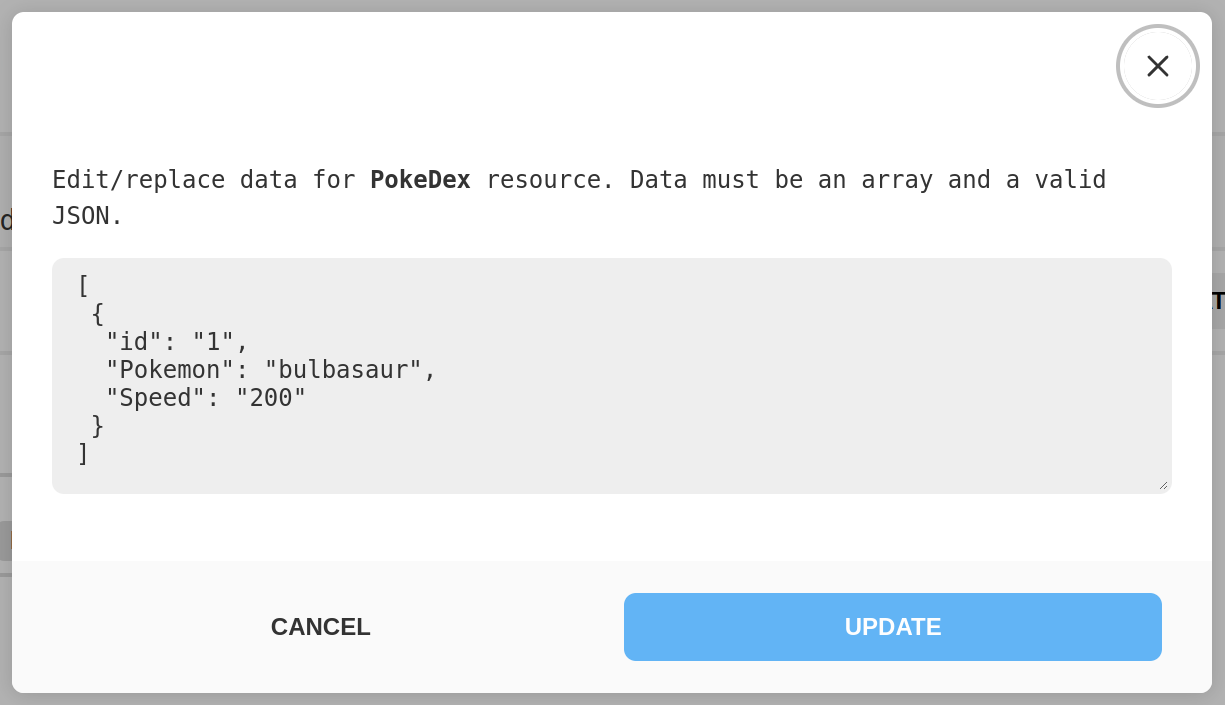 Edit/replace data for PokeDex resource. Data must be an array and a valid
JSON.
[
 {
  "id": "1",
  "Pokemon": "bulbasaur",
  "Speed": "200"
 }
]
CANCEL
UPDATE